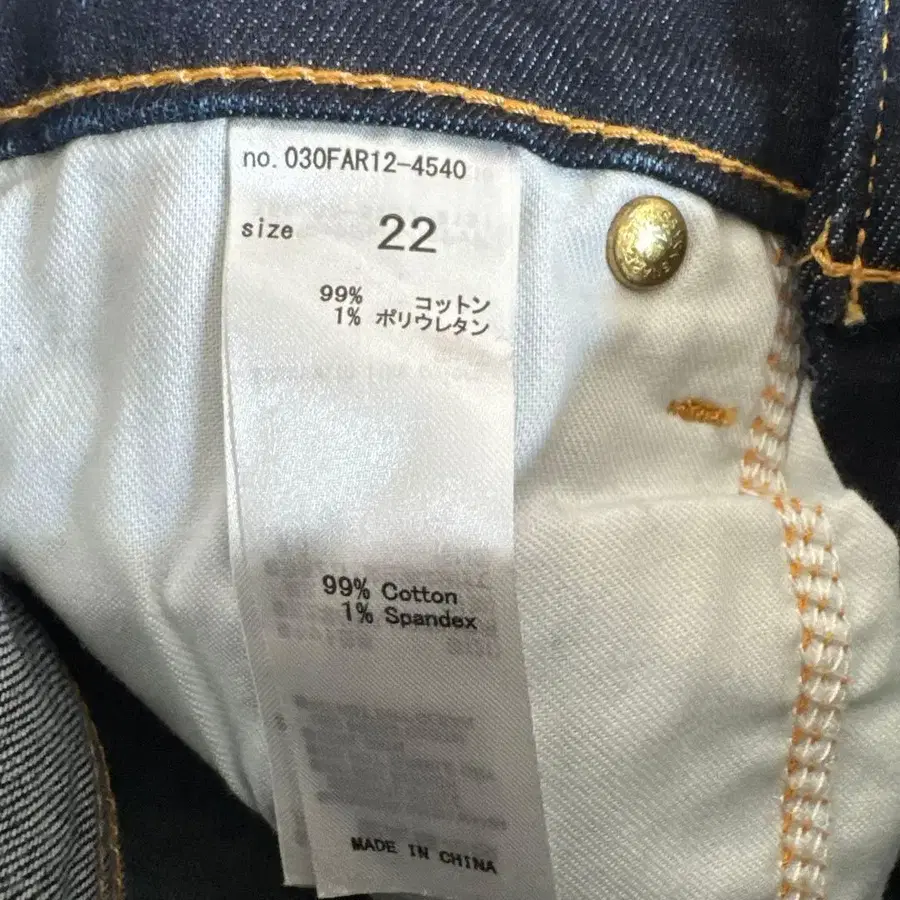 no. 030FAR12-4540
size 22
99% コットン
1% ポリウレタン
99% Cotton
1% Spandex
MADE IN CHINA